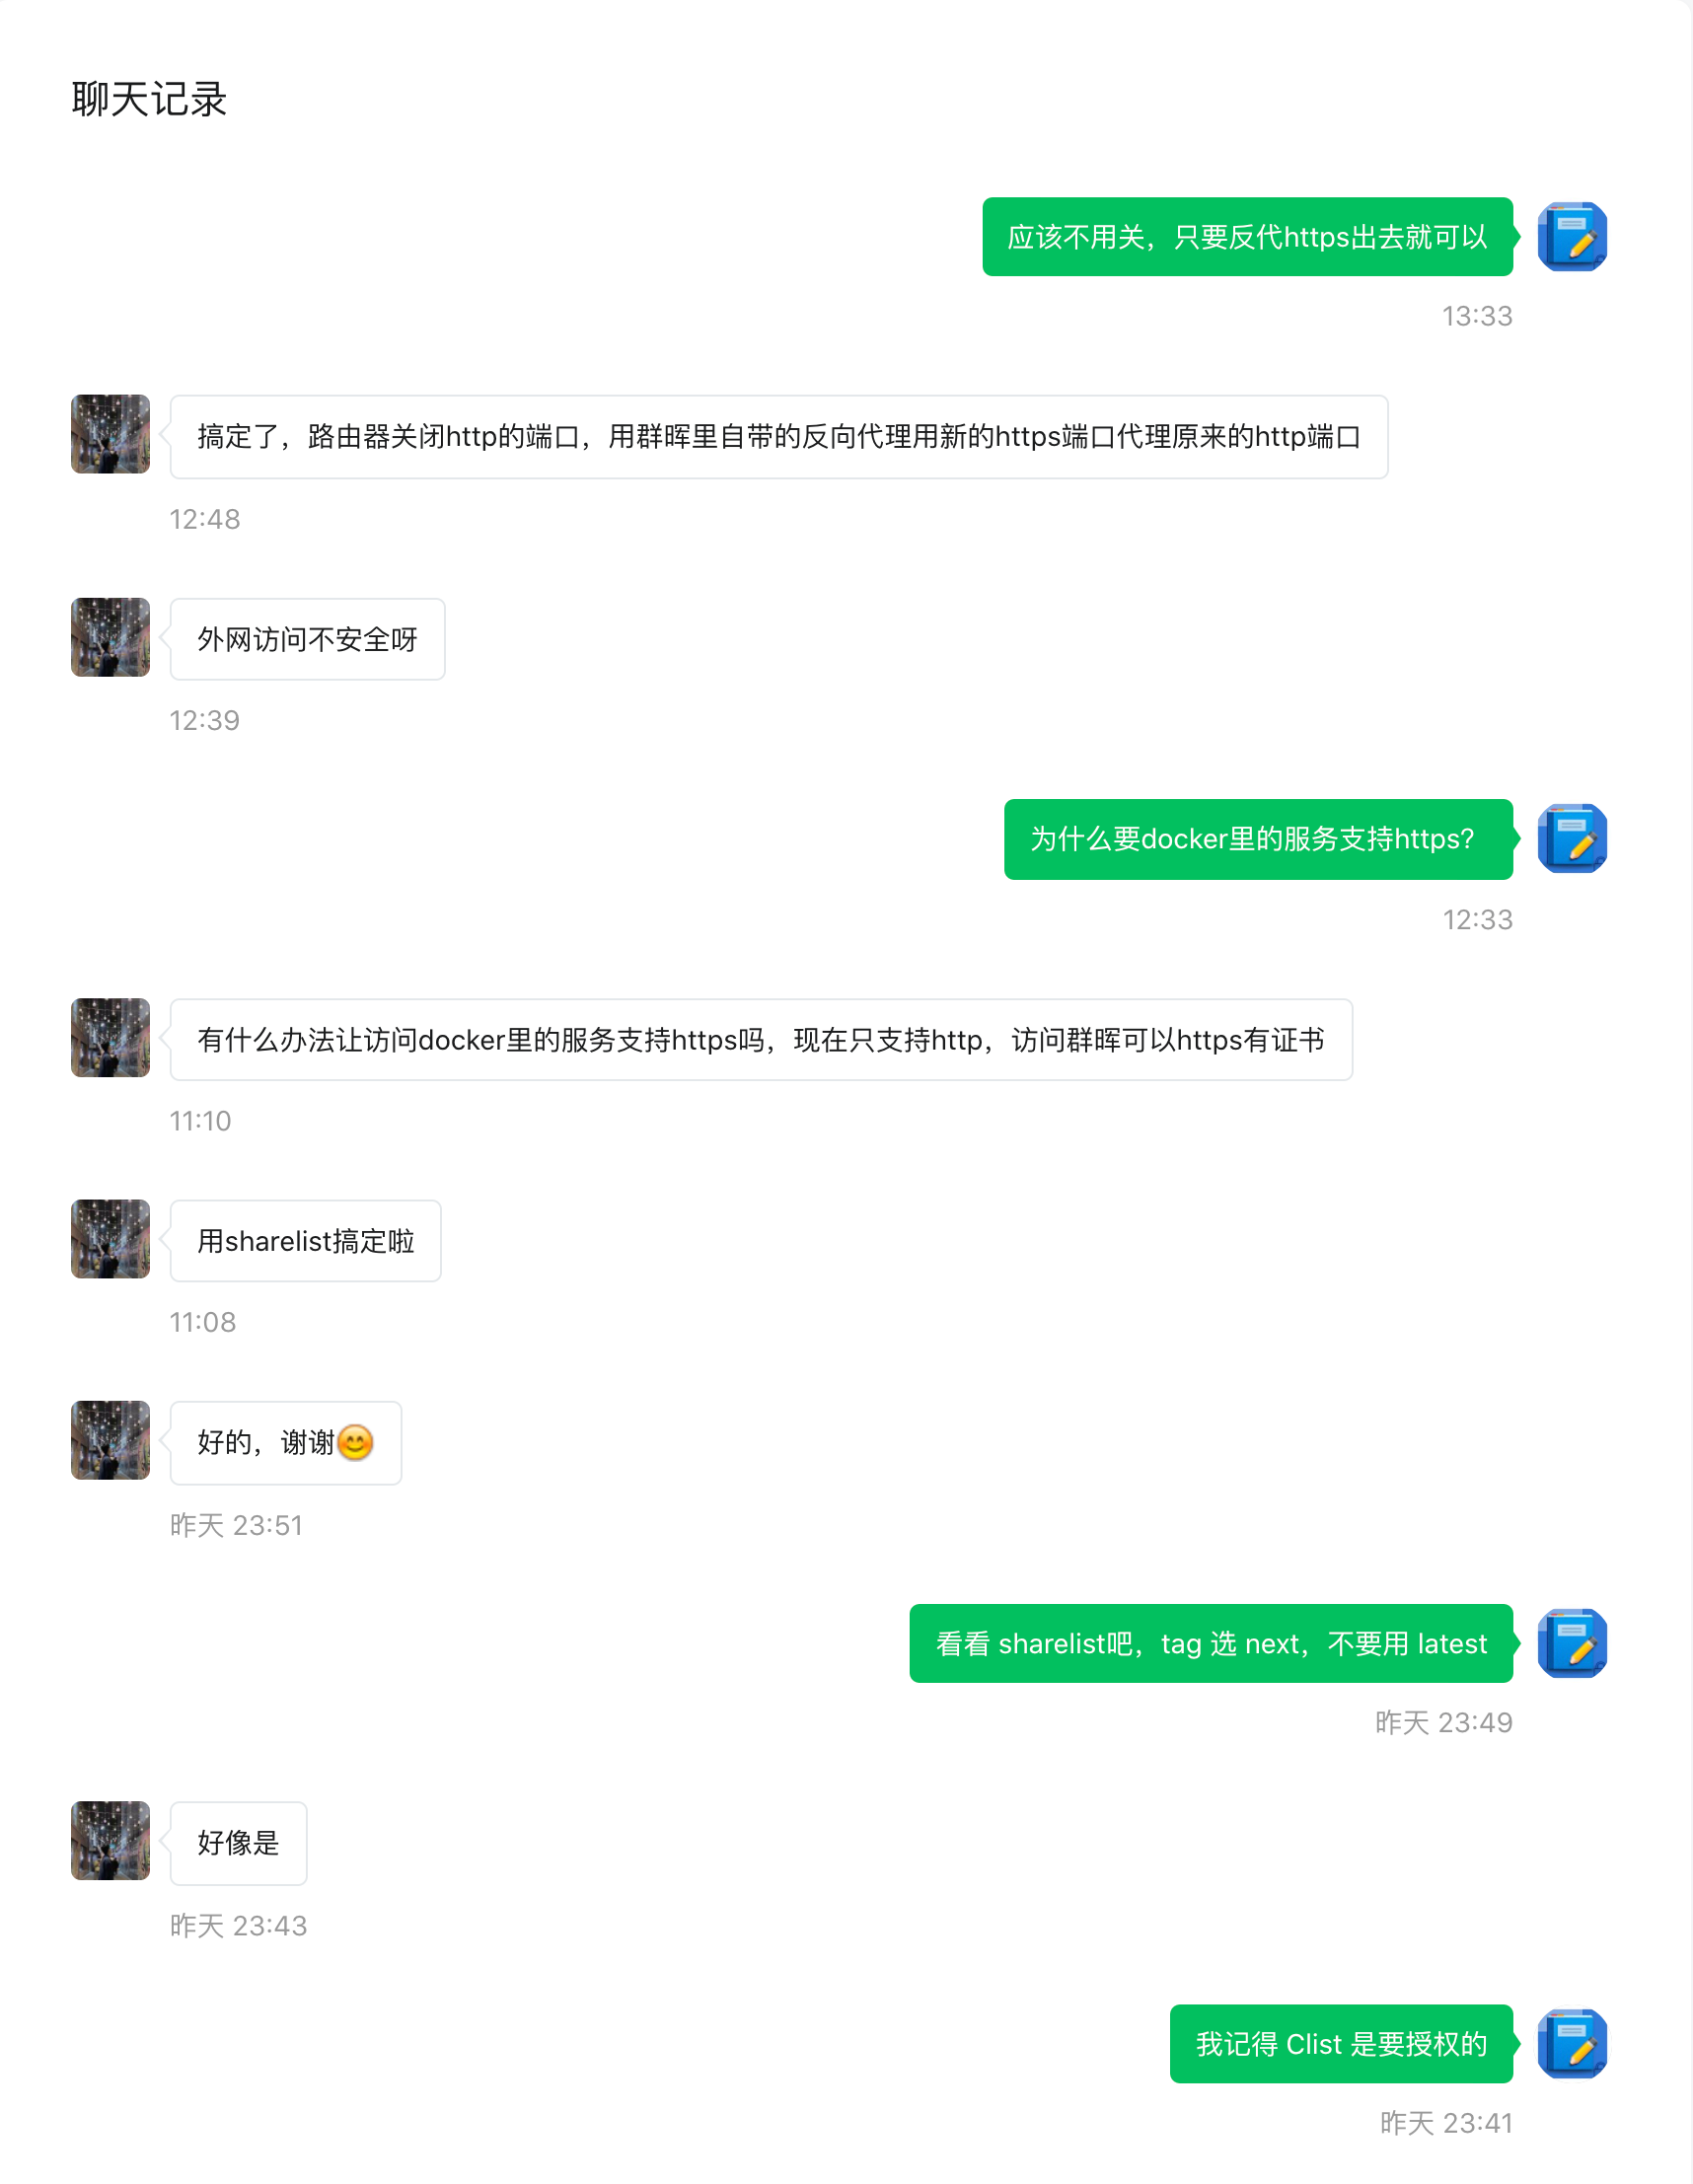 聊天记录
应该不用关，只要反代https出去就可以
13:33
搞定了，路由器关闭http的端口，用群晖里自带的反向代理用新的https端口代理原来的http端口
12:48
外网访问不安全呀
12:39
为什么要docker里的服务支持https?
12:33
有什么办法让访问docker里的服务支持https吗，现在只支持http，访问群晖可以https有证书
11:10
用sharelist搞定啦
11:08
好的，谢谢😊
昨天 23:51
看看 sharelist吧，tag 选 next，不要用 latest
昨天 23:49
好像是
昨天 23:43
我记得 Clist 是要授权的
昨天 23:41